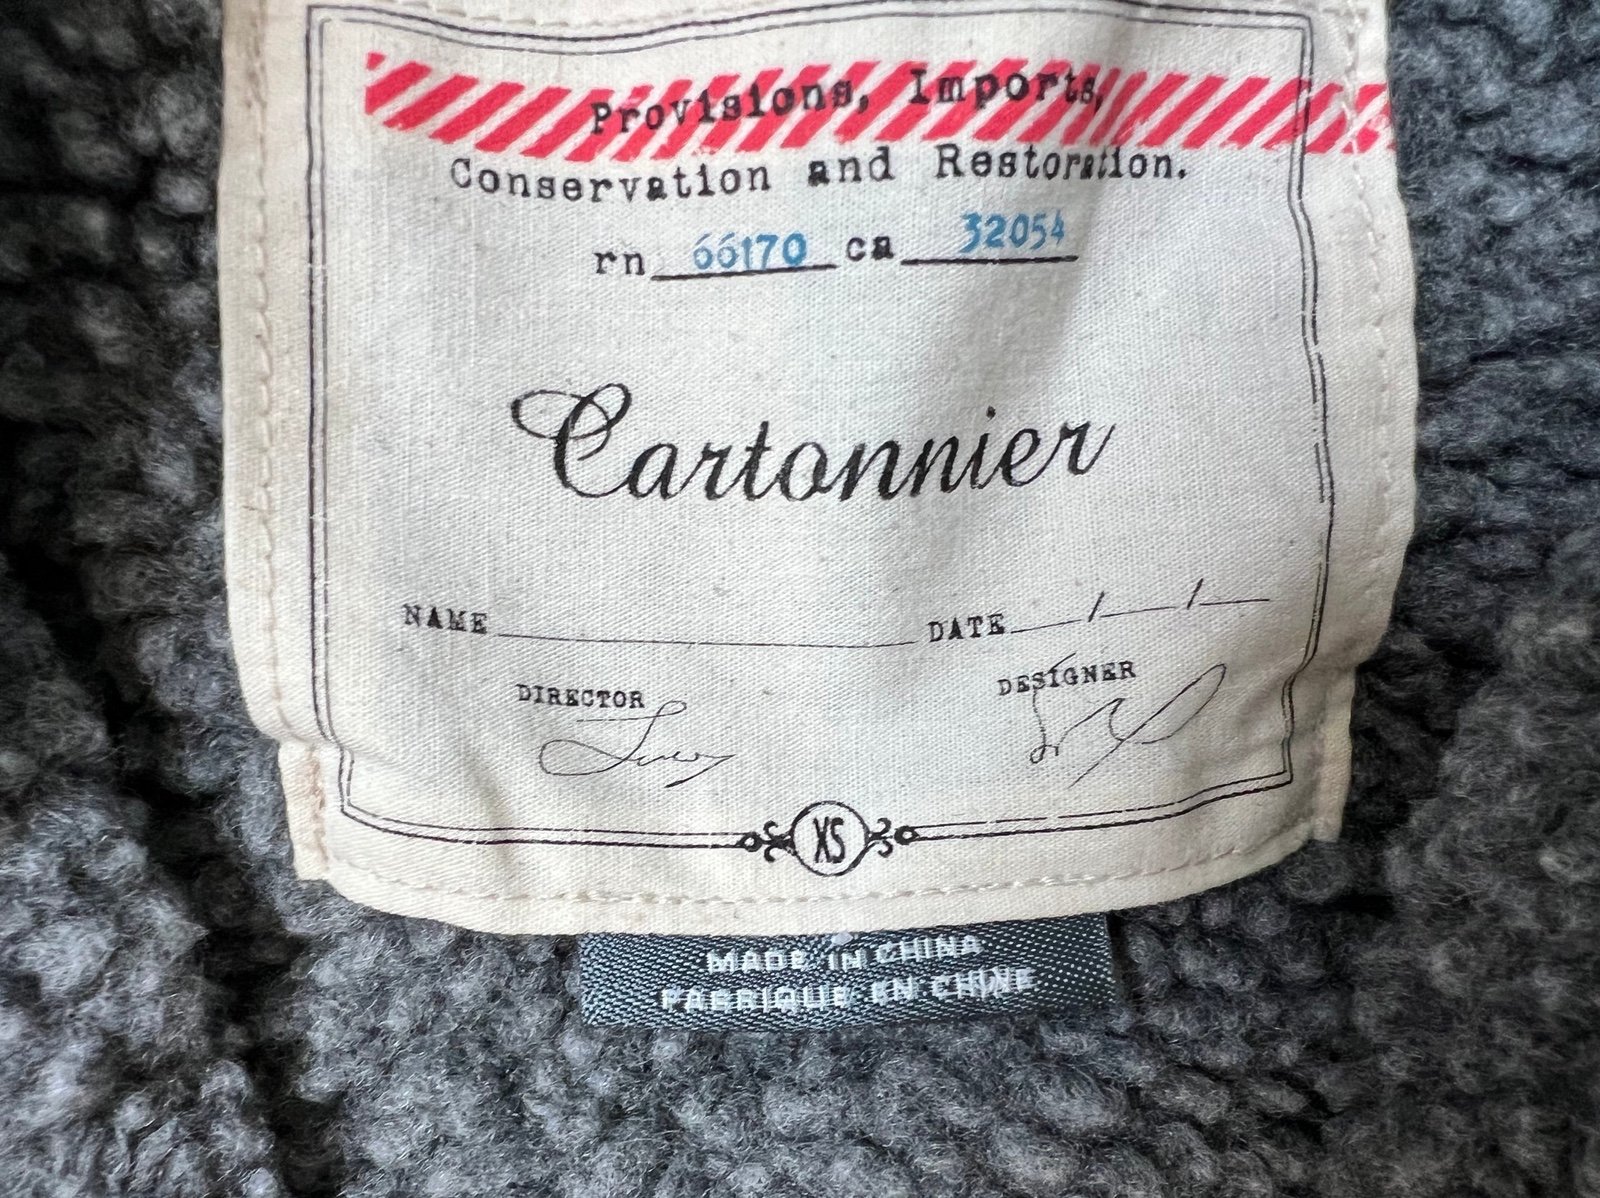 Provisions, Imports,
Conservation and Restoration.
rn 66170 ca 32054
Cartonnier
NAME DATE / /
DIRECTOR DESIGNER
XS
MADE IN CHINA
FABRIQUE EN CHINE